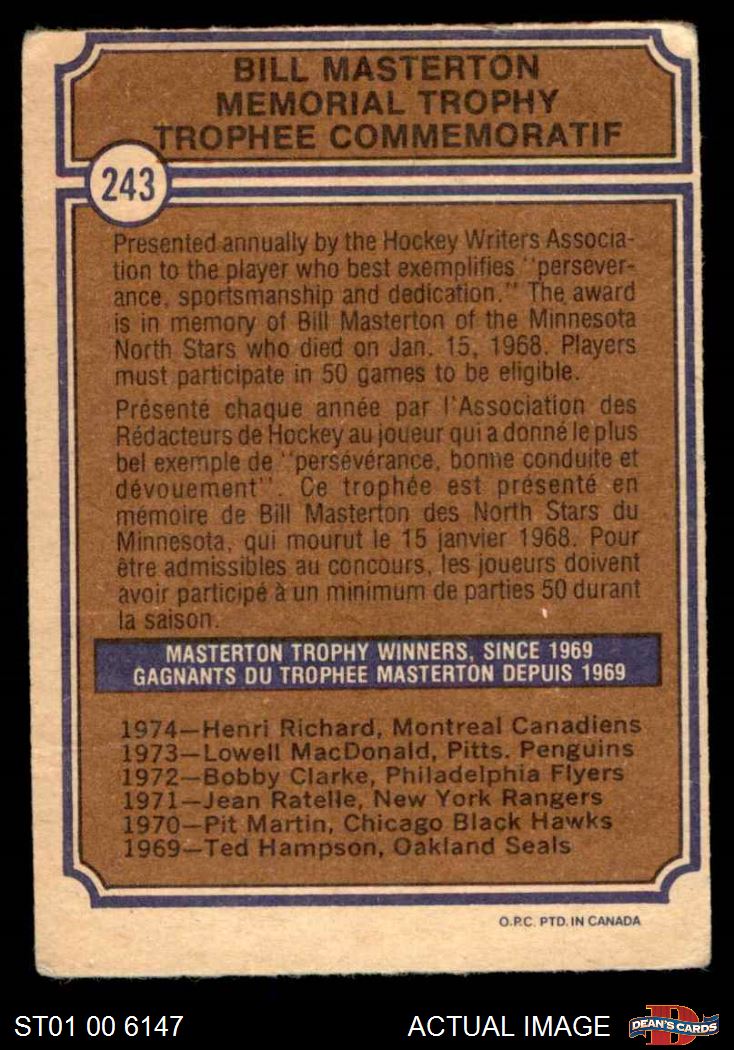 BILL MASTERTON
MEMORIAL TROPHY
TROPHEE COMMEMORATIF
243
Presented annually by the Hockey Writers Associa-
tion to the player who best exemplifies "persever-
ance, sportsmanship and dedication." The award
is in memory of Bill Masterton of the Minnesota
North Stars who died on Jan. 15, 1968. Players
must participate in 50 games to be eligible.
Présenté chaque année par l'Association des
Rédacteurs de Hockey au joueur qui a donné le plus
bel exemple de "persévérance, bonne conduite et
dévouement". Ce trophée est présenté en
mémoire de Bill Masterton des North Stars du
Minnesota, qui mourut le 15 janvier 1968. Pour
être admissibles au concours, les joueurs doivent
avoir participé à un minimum de parties 50 durant
la saison.
MASTERTON TROPHY WINNERS, SINCE 1969
GAGNANTS DU TROPHEE MASTERTON DEPUIS 1969
1974—Henri Richard, Montreal Canadiens
1973—Lowell MacDonald, Pitts. Penguins
1972—Bobby Clarke, Philadelphia Flyers
1971—Jean Ratelle, New York Rangers
1970—Pit Martin, Chicago Black Hawks
1969—Ted Hampson, Oakland Seals
O.P.C. PTD. IN CANADA
ST01 00 6147
ACTUAL IMAGE
D
DEAN'S CARDS